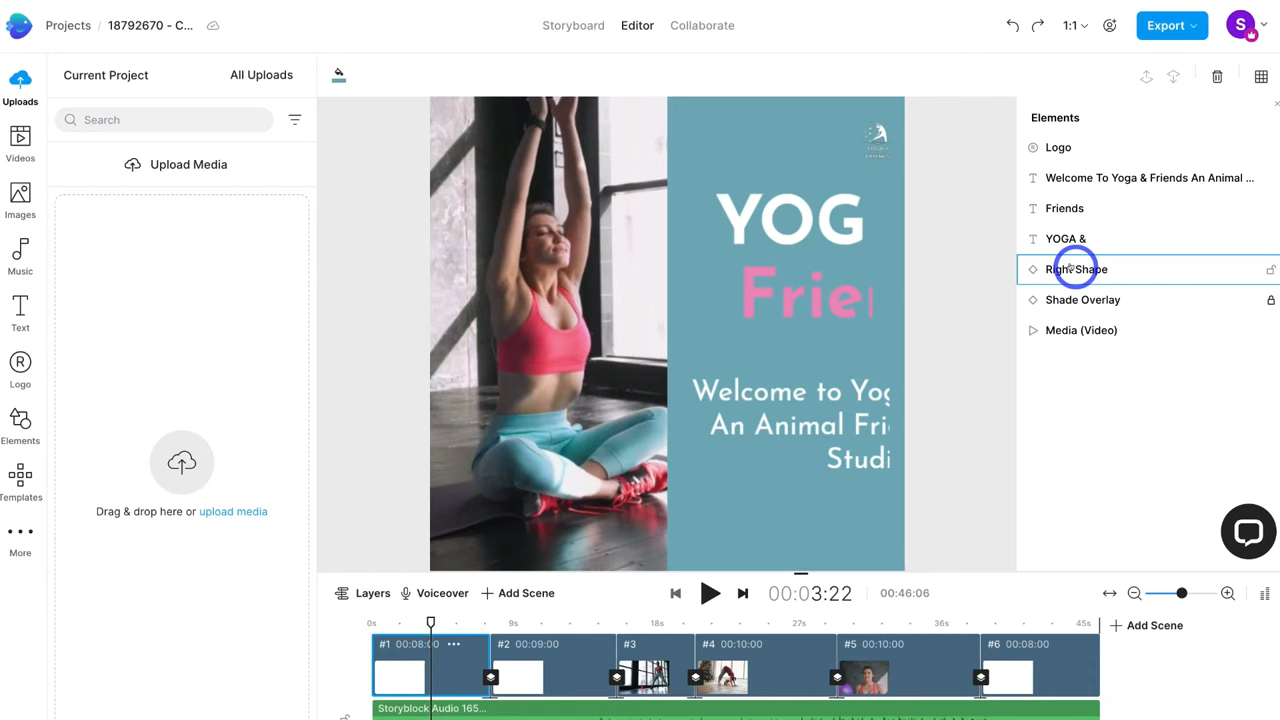 Projects / 18792670 - C...
Storyboard Editor Collaborate
1:1
Export
S
Current Project All Uploads
Search
Upload Media
Drag & drop here or upload media
Uploads
Videos
Images
Music
Text
Logo
Elements
Templates
More
YOGA &
FRIENDS
YOG
Frie
Welcome to Yog
An Animal Fri
Studi
Elements
Logo
Welcome To Yoga & Friends An Animal ...
Friends
YOGA &
Right Shape
Shade Overlay
Media (Video)
Layers Voiceover Add Scene
00:03:22 00:46:06
0s 9s 18s 27s 36s 45s
Add Scene
#1 00:08:00 #2 00:09:00 #3 #4 00:10:00 #5 00:10:00 #6 00:08:00
Storyblock Audio 165...